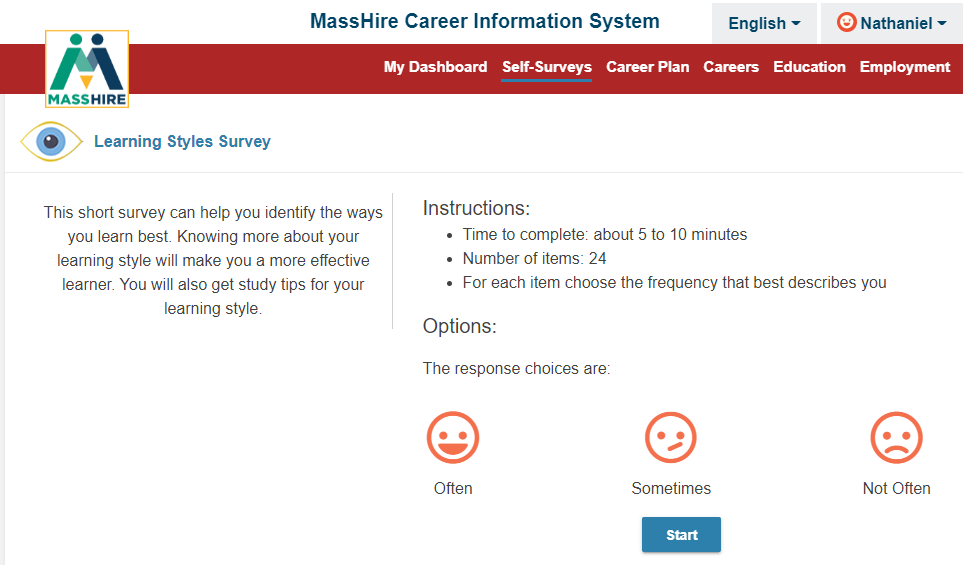 MassHire Career Information System
English
Nathaniel
MASSHIRE
My Dashboard Self-Surveys Career Plan Careers Education Employment
Learning Styles Survey
This short survey can help you identify the ways
you learn best. Knowing more about your
learning style will make you a more effective
learner. You will also get study tips for your
learning style.
Instructions:
Time to complete: about 5 to 10 minutes
Number of items: 24
For each item choose the frequency that best describes you
Options:
The response choices are:
Often
Sometimes
Not Often
Start